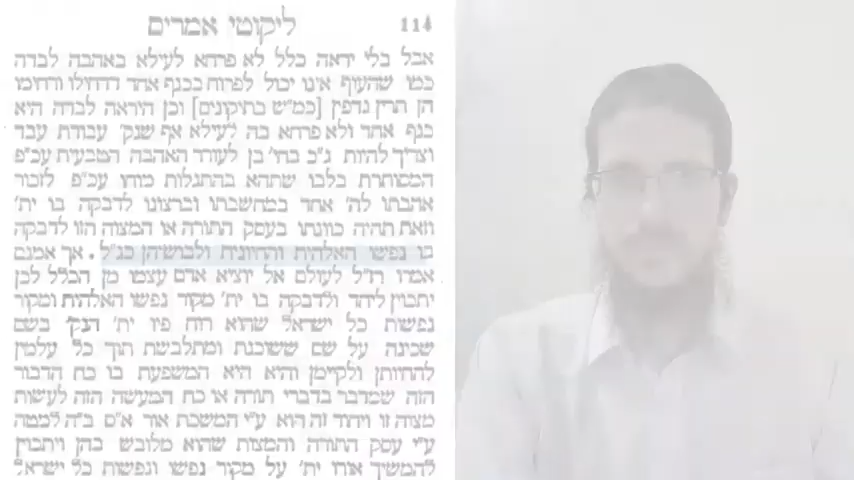 114 ליקוטי אמרים
אבל בלי יראה כלל לא פרחא לעילא באהבה לבדה
כמו שהעוף אינו יכול לפרוח בכנף אחד דדחילו ורחימו
הן תרין גדפין [כמ״ש בתיקונים] וכן היראה לבדה היא
כנף אחד ולא פרחא בה לעילא אף שנק׳ עבודת עבד
וצריך להיות ג״כ בחי׳ בן לעורר האהבה הטבעית עכ״פ
המסותרת בלבו שתהא בהתגלות מוחו עכ״פ לזכור
אהבתו לה׳ אחד במחשבתו וברצונו לדבקה בו ית׳
וזאת תהיה כוונתו בעסק התורה או המצוה הזו לדבקה
בו נפשו האלהית והחיונית ולבושיהן כנ״ל. אך אמנם
אמרו רז״ל לעולם אל יוציא אדם עצמו מן הכלל לכן
יתכוין ליחד ולדבקה בו ית׳ מקור נפשו האלהית ומקור
נפשות כל ישראל שהוא רוח פיו ית׳ הנק׳ בשם
שכינה על שם ששוכנת ומתלבשת תוך כל עלמין
להחיותן ולקיימן והיא היא המשפעת בו כח הדבור
הזה שמדבר בדברי תורה או כח המעשה הזה לעשות
מצוה זו ויחוד זה הוא ע״י המשכת אור א״ס ב״ה למטה
ע״י עסק התורה והמצות שהוא מלובש בהן ויתכוין
להמשיך אורו ית׳ על מקור נפשו ונפשות כל ישראל